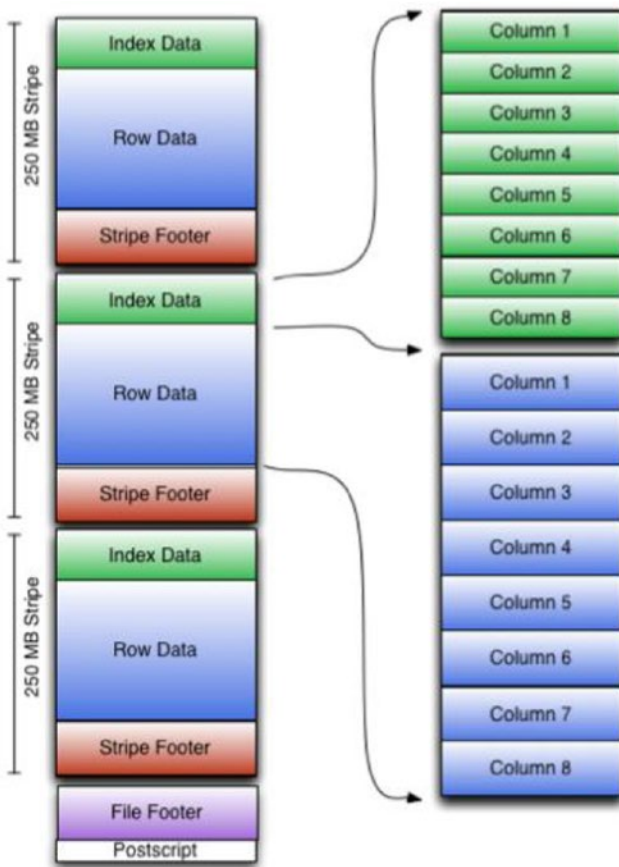 250 MB Stripe
Index Data
Row Data
Stripe Footer
250 MB Stripe
Index Data
Row Data
Stripe Footer
250 MB Stripe
Index Data
Row Data
Stripe Footer
File Footer
Postscript
Column 1
Column 2
Column 3
Column 4
Column 5
Column 6
Column 7
Column 8
Column 1
Column 2
Column 3
Column 4
Column 5
Column 6
Column 7
Column 8